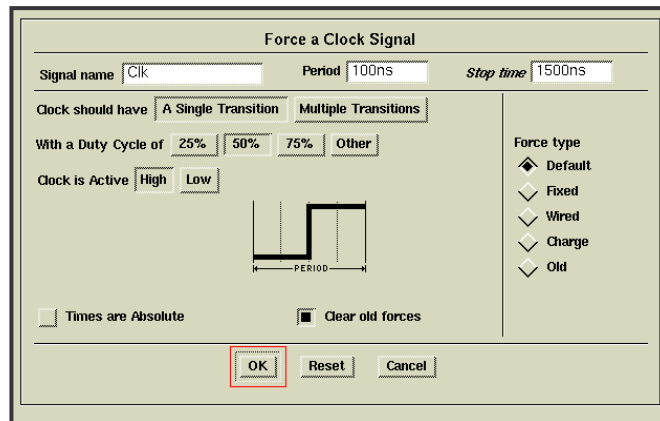 Force a Clock Signal
Signal name Clk Period 100ns Stop time 1500ns
Clock should have A Single Transition Multiple Transitions
With a Duty Cycle of 25% 50% 75% Other
Clock is Active High Low
PERIOD
Force type
Default
Fixed
Wired
Charge
Old
Times are Absolute Clear old forces
OK Reset Cancel